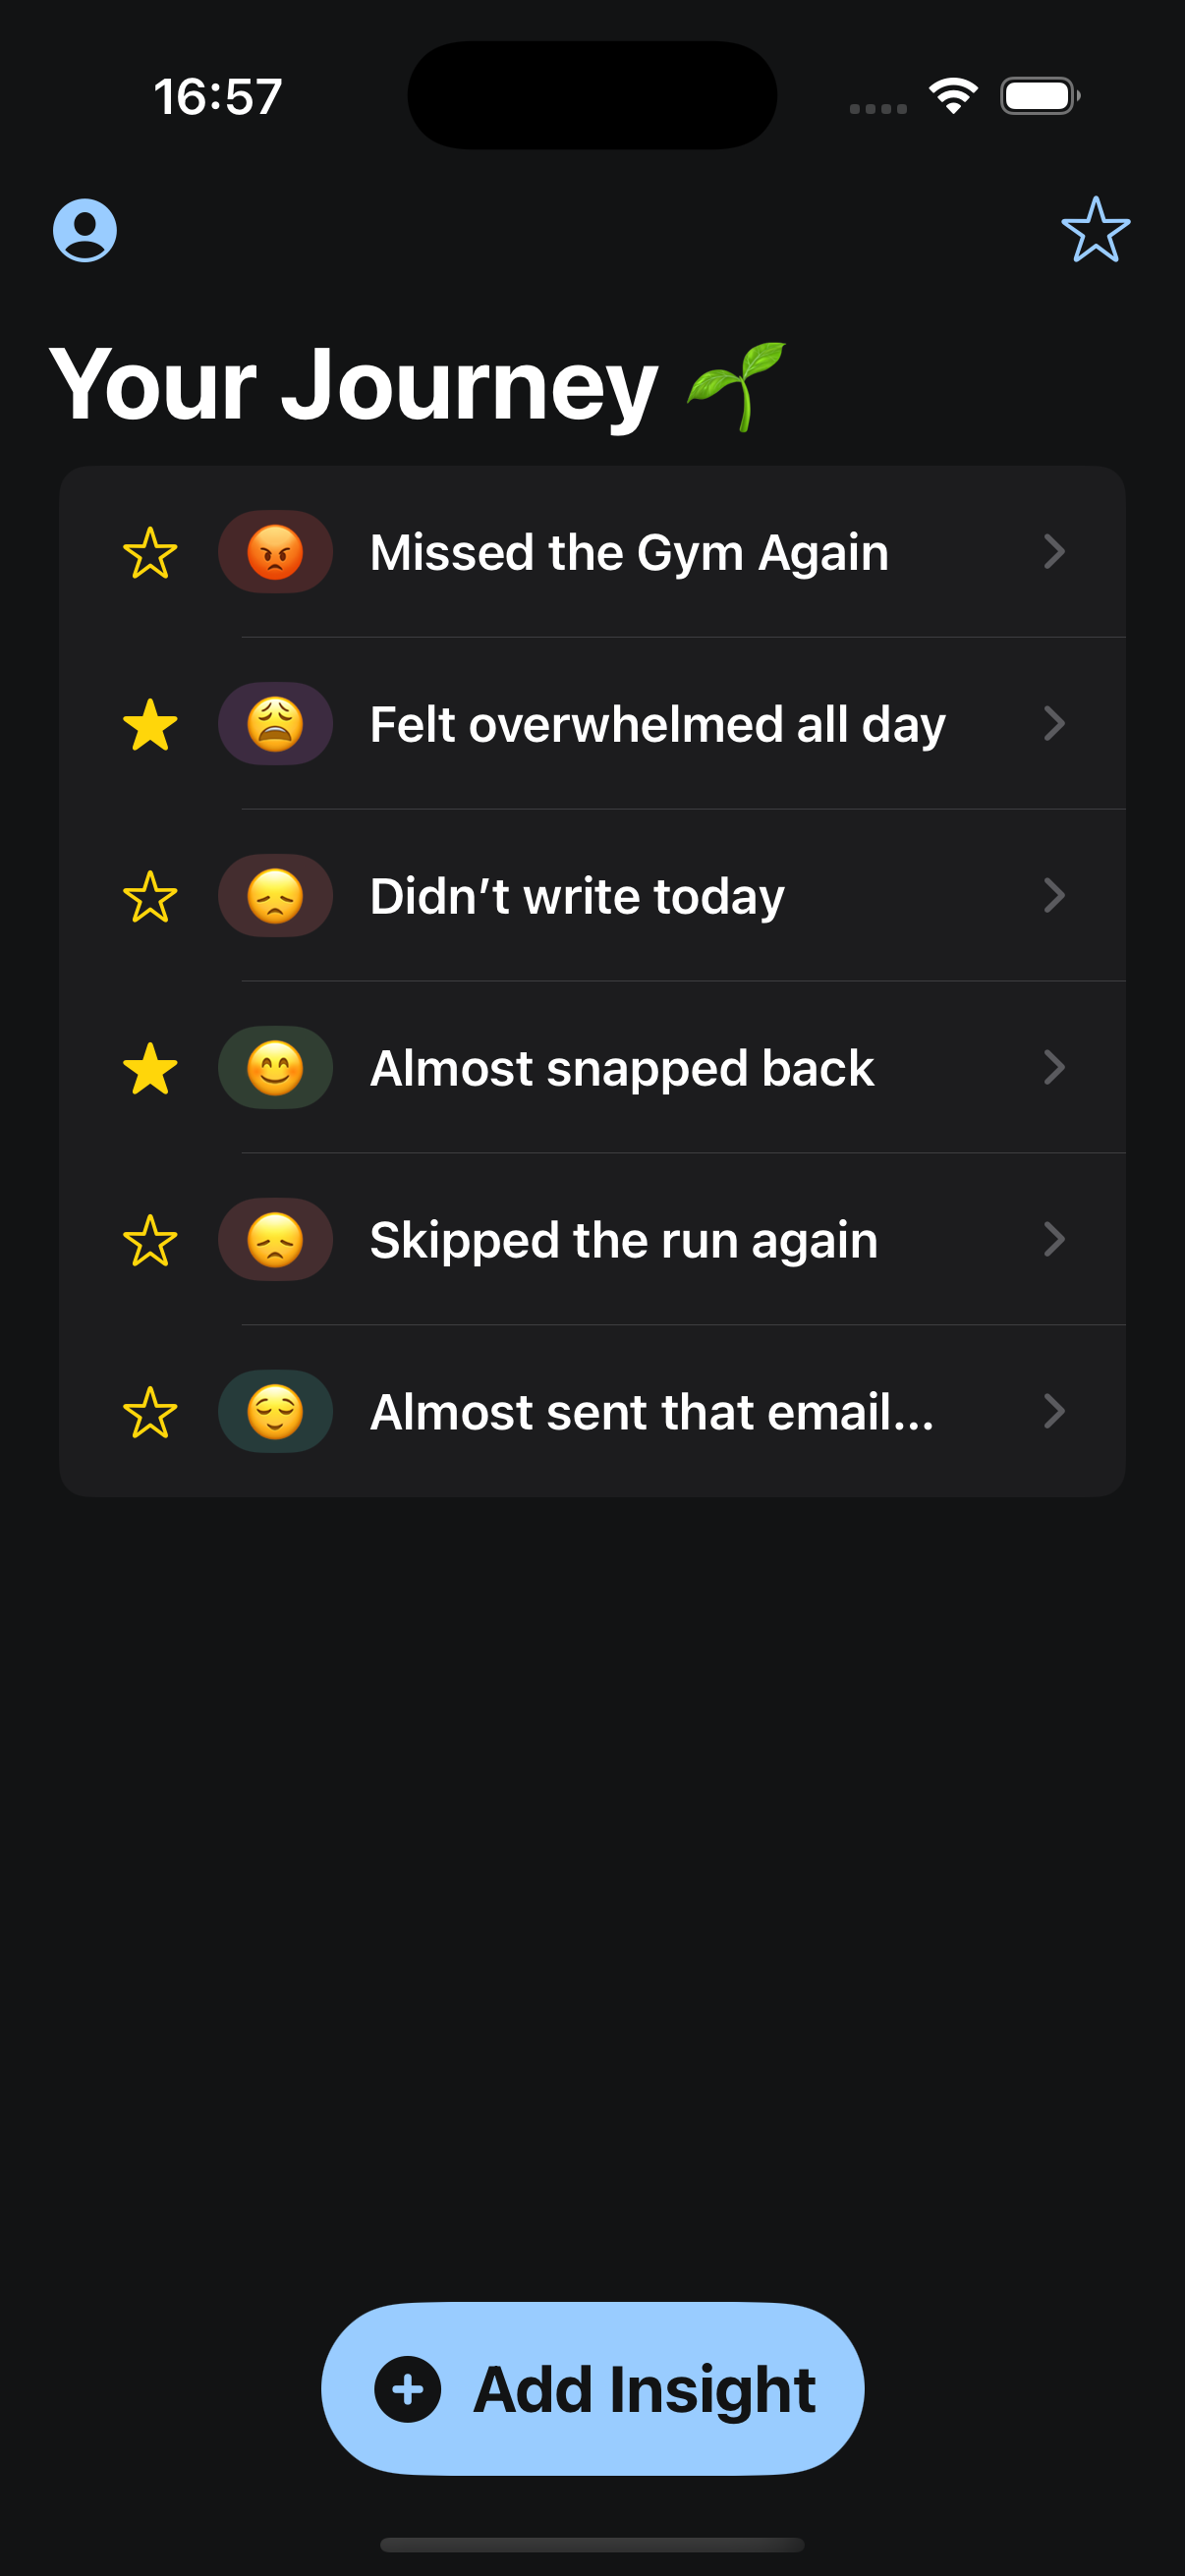 16:57
Your Journey 🌱
Missed the Gym Again
Felt overwhelmed all day
Didn’t write today
Almost snapped back
Skipped the run again
Almost sent that email...
Add Insight